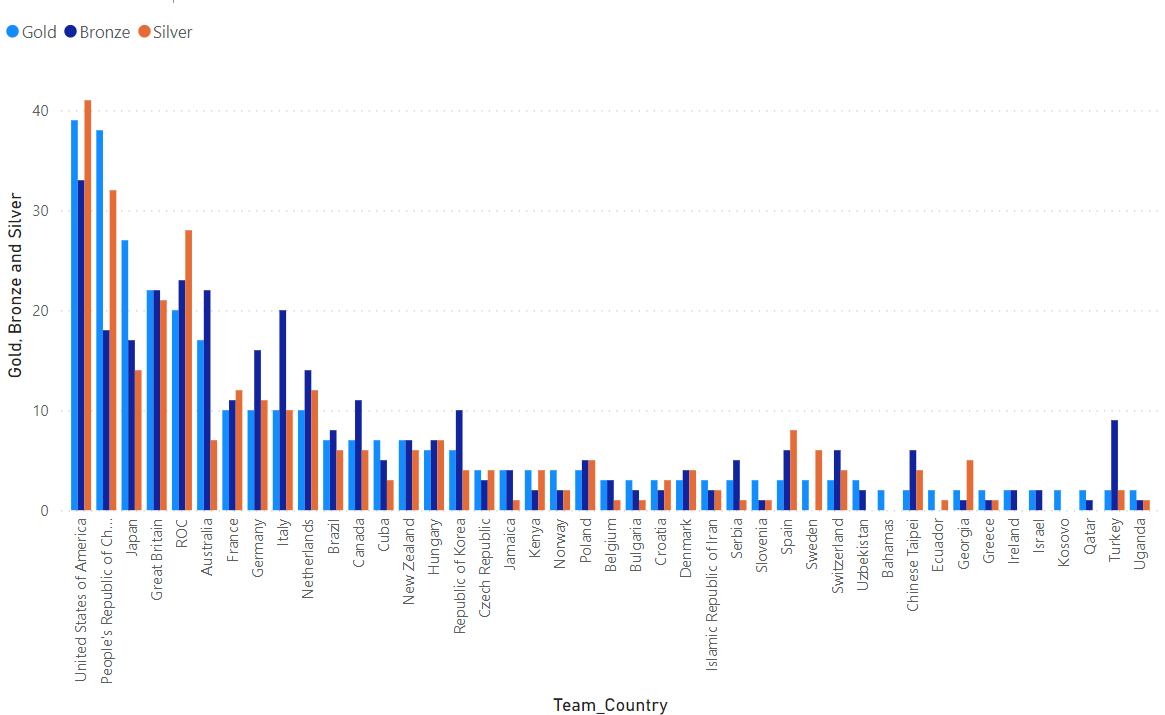 Gold Bronze Silver
Gold, Bronze and Silver
40
30
20
10
0
United States of America
People's Republic of Ch...
Japan
Great Britain
ROC
Australia
France
Germany
Italy
Netherlands
Brazil
Canada
Cuba
New Zealand
Hungary
Republic of Korea
Czech Republic
Jamaica
Kenya
Norway
Poland
Belgium
Bulgaria
Croatia
Denmark
Islamic Republic of Iran
Serbia
Slovenia
Spain
Sweden
Switzerland
Uzbekistan
Bahamas
Chinese Taipei
Ecuador
Georgia
Greece
Ireland
Israel
Kosovo
Qatar
Turkey
Uganda
Team_Country